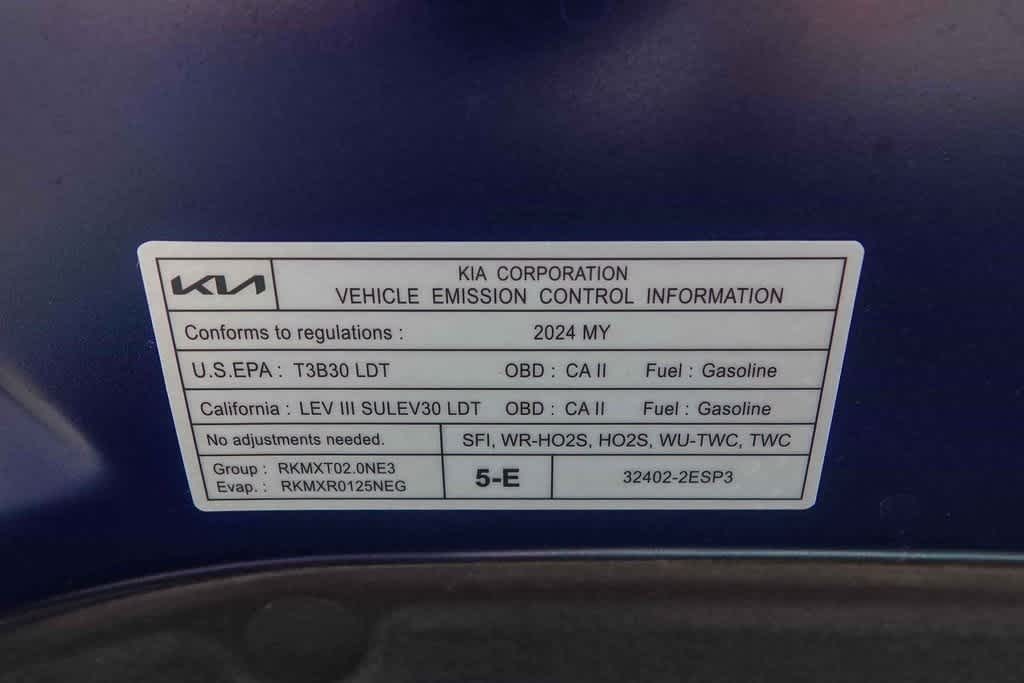 KIA
KIA CORPORATION
VEHICLE EMISSION CONTROL INFORMATION
Conforms to regulations : 2024 MY
U.S.EPA : T3B30 LDT OBD : CA II Fuel : Gasoline
California : LEV III SULEV30 LDT OBD : CA II Fuel : Gasoline
No adjustments needed. SFI, WR-HO2S, HO2S, WU-TWC, TWC
Group : RKMXT02.0NE3
Evap. : RKMXR0125NEG
5-E
32402-2ESP3